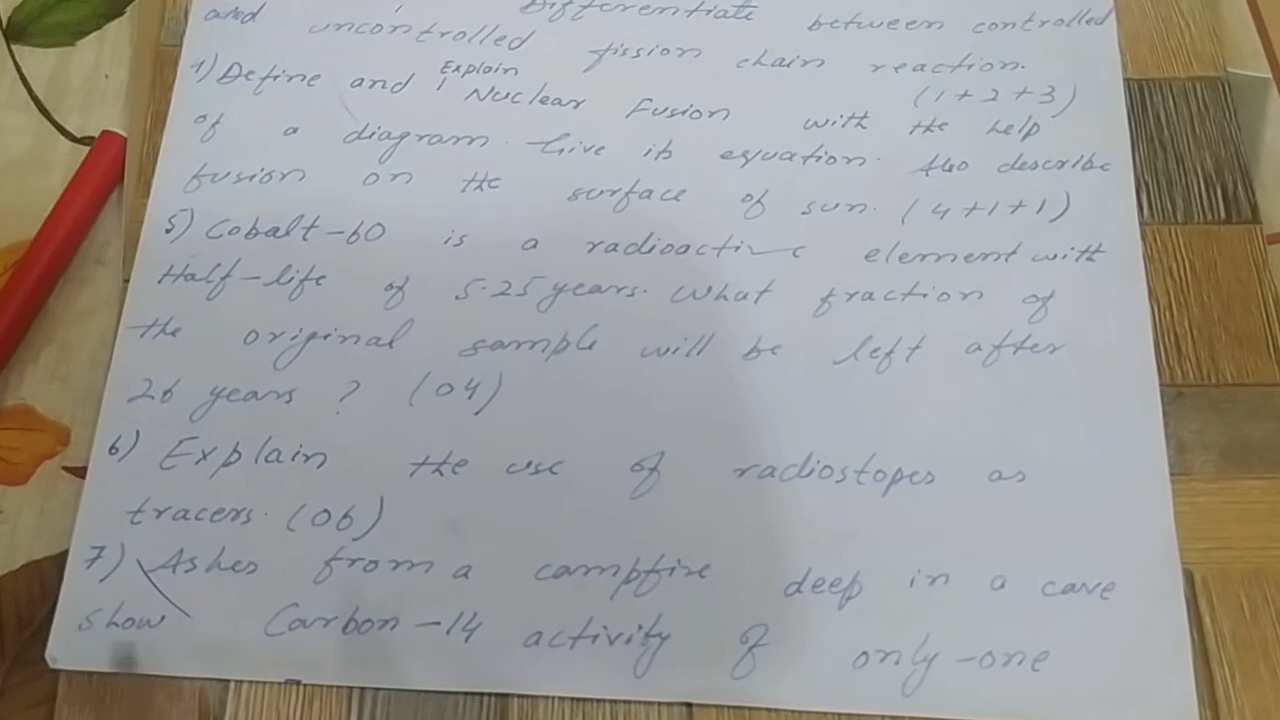 and Differentiate between controlled
uncontrolled fission chain reaction.
(1+2+3)
4) Define and Explain Nuclear Fusion with the help
of a diagram. Give its equation. Also describe
fusion on the surface of sun. (4+1+1)
5) Cobalt-60 is a radioactive element with
Half-life of 5.25 years. What fraction of
the original sample will be left after
26 years? (04)
6) Explain the use of radiostopes as
tracers. (06)
7) Ashes from a campfire deep in a cave
show Carbon-14 activity of only-one